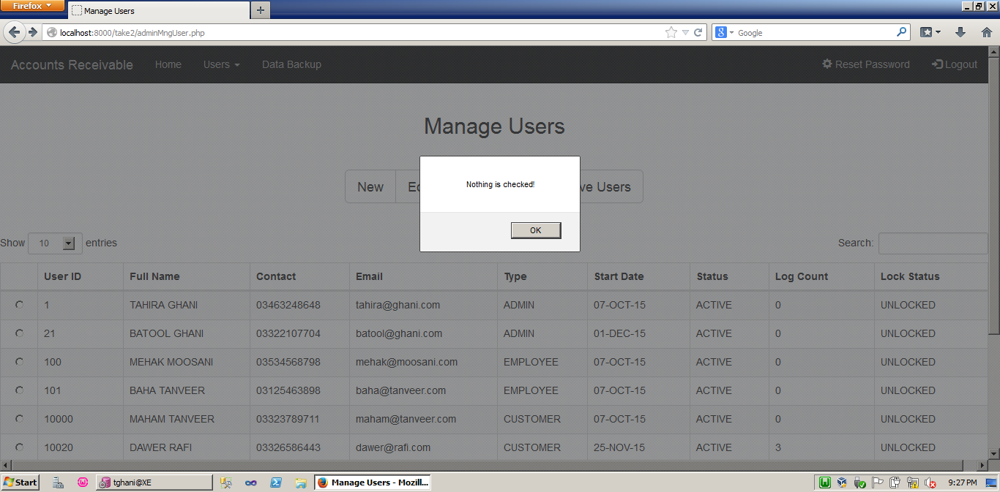 Firefox
Manage Users
localhost:8000/take2/adminMngUser.php
Google
Accounts Receivable Home Users Data Backup Reset Password Logout
Manage Users
New Users
Nothing is checked!
OK
Show 10 entries Search:
User ID Full Name Contact Email Type Start Date Status Log Count Lock Status
1 TAHIRA GHANI 03463248648 tahira@ghani.com ADMIN 07-OCT-15 ACTIVE 0 UNLOCKED
21 BATOOL GHANI 03322107704 batool@ghani.com ADMIN 01-DEC-15 ACTIVE 0 UNLOCKED
100 MEHAK MOOSANI 03534568798 mehak@moosani.com EMPLOYEE 07-OCT-15 ACTIVE 0 UNLOCKED
101 BAHA TANVEER 03125463898 baha@tanveer.com EMPLOYEE 07-OCT-15 ACTIVE 0 UNLOCKED
10000 MAHAM TANVEER 03323789711 maham@tanveer.com CUSTOMER 07-OCT-15 ACTIVE 0 UNLOCKED
10020 DAWER RAFI 03326586443 dawer@rafi.com CUSTOMER 25-NOV-15 ACTIVE 3 UNLOCKED
Start tghani@XE Manage Users - Mozill... 9:27 PM